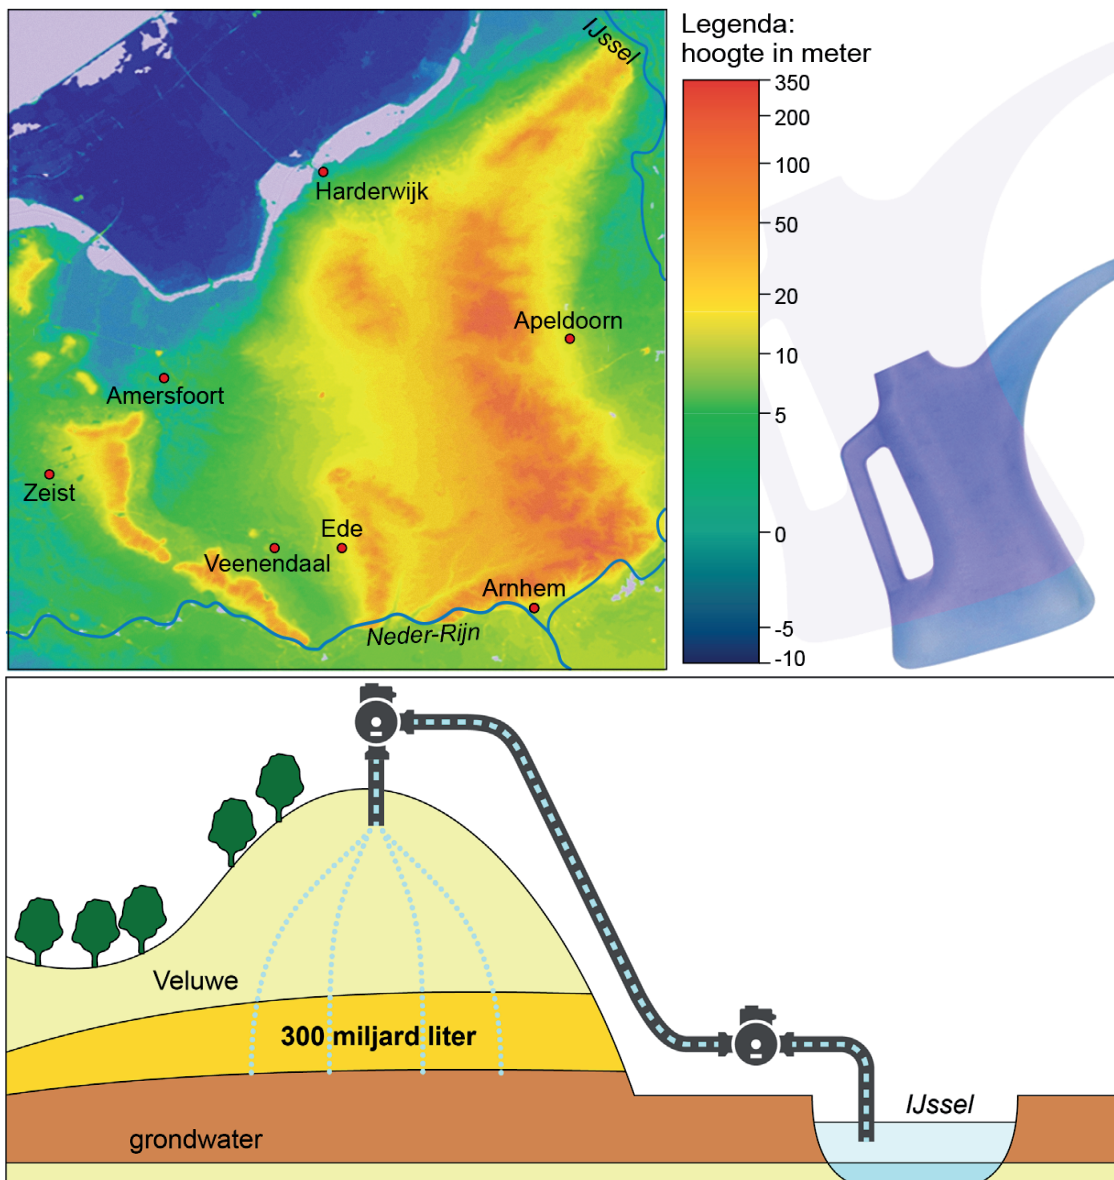 IJssel
Harderwijk
Apeldoorn
Amersfoort
Zeist
Ede
Veenendaal
Arnhem
Neder-Rijn
Legenda:
hoogte in meter
350
200
100
50
20
10
5
0
-5
-10
Veluwe
300 miljard liter
IJssel
grondwater